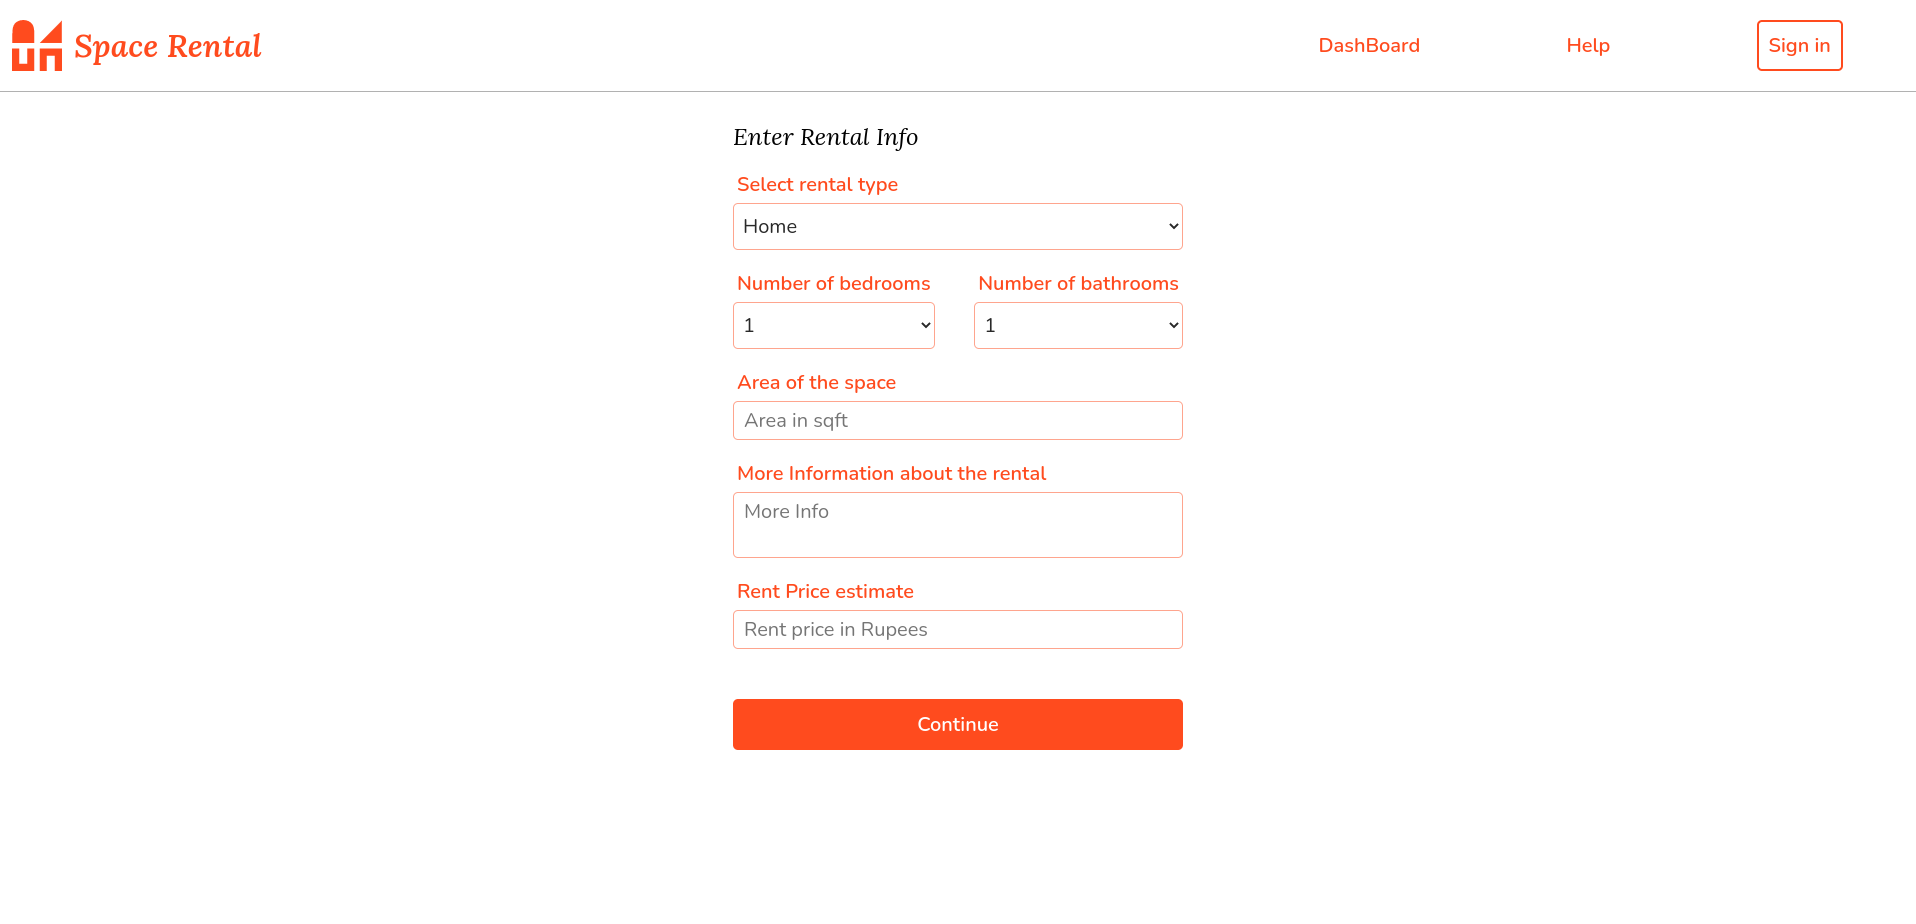 Space Rental
DashBoard
Help
Sign in
Enter Rental Info
Select rental type
Home
Number of bedrooms
Number of bathrooms
1
1
Area of the space
Area in sqft
More Information about the rental
More Info
Rent Price estimate
Rent price in Rupees
Continue